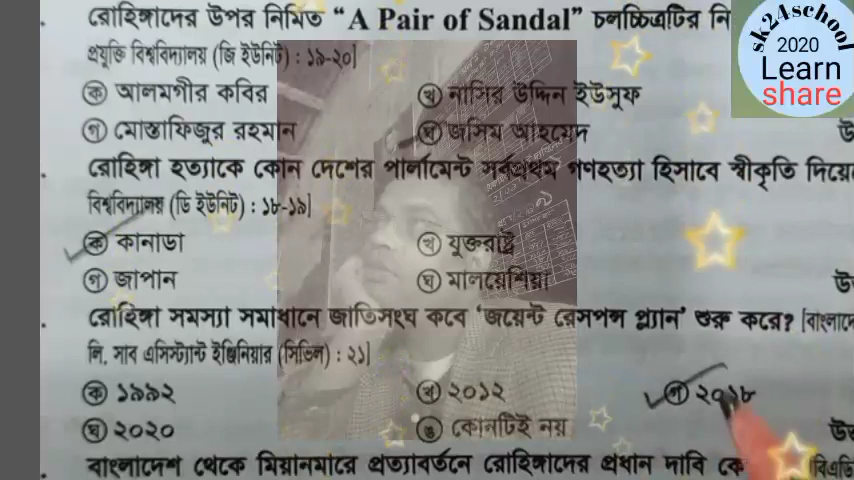 রোহিঙ্গাদের উপর নির্মিত “A Pair of Sandal” চলচ্চিত্রটির নি
প্রযুক্তি বিশ্ববিদ্যালয় (জি ইউনিট) : ১৯-২০]
ক আলমগীর কবির
খ নাসির উদ্দিন ইউসুফ
গ মোস্তাফিজুর রহমান
ঘ জসিম আহমেদ
উ
রোহিঙ্গা হত্যাকে কোন দেশের পার্লামেন্ট সর্বপ্রথম গণহত্যা হিসাবে স্বীকৃতি দিয়ে
বিশ্ববিদ্যালয় (ডি ইউনিট) : ১৮-১৯]
ক কানাডা
খ যুক্তরাষ্ট্র
গ জাপান
ঘ মালয়েশিয়া
উ
রোহিঙ্গা সমস্যা সমাধানে জাতিসংঘ কবে ‘জয়েন্ট রেসপন্স প্ল্যান’ শুরু করে? [বাংলাদে
লি. সাব এসিস্ট্যান্ট ইঞ্জিনিয়ার (সিভিল) : ২১]
ক ১৯৯২
খ ২০১২
গ ২০১৮
ঘ ২০২০
ঙ কোনটিই নয়
উ
বাংলাদেশ থেকে মিয়ানমারে প্রত্যাবর্তনে রোহিঙ্গাদের প্রধান দাবি কে
sk24school
2020
Learn
share